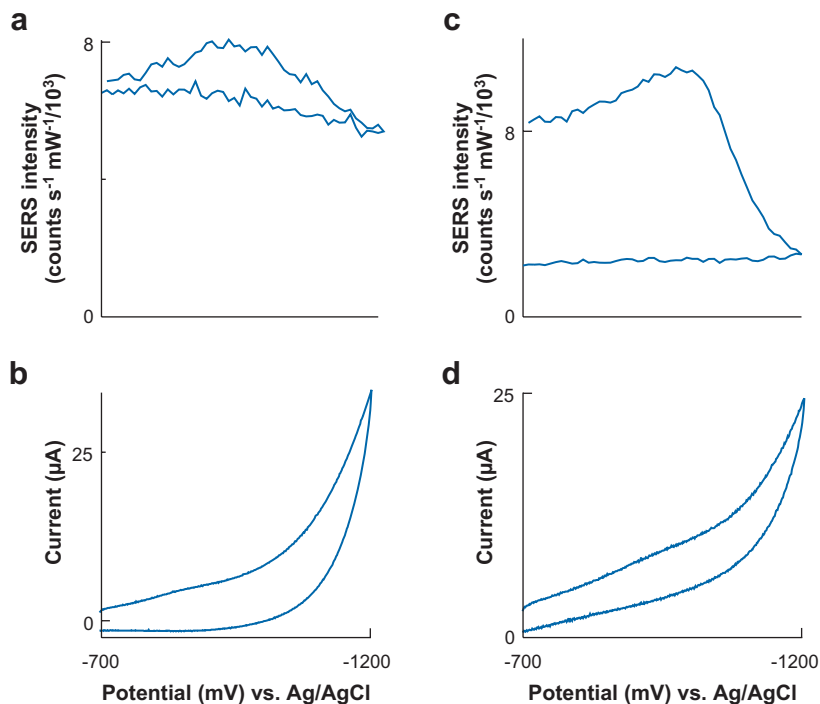 a
8
0
SERS intensity
(counts s⁻¹ mW⁻¹/10³)
c
8
0
SERS intensity
(counts s⁻¹ mW⁻¹/10³)
b
25
0
Current (µA)
-700
-1200
Potential (mV) vs. Ag/AgCl
d
25
0
Current (µA)
-700
-1200
Potential (mV) vs. Ag/AgCl